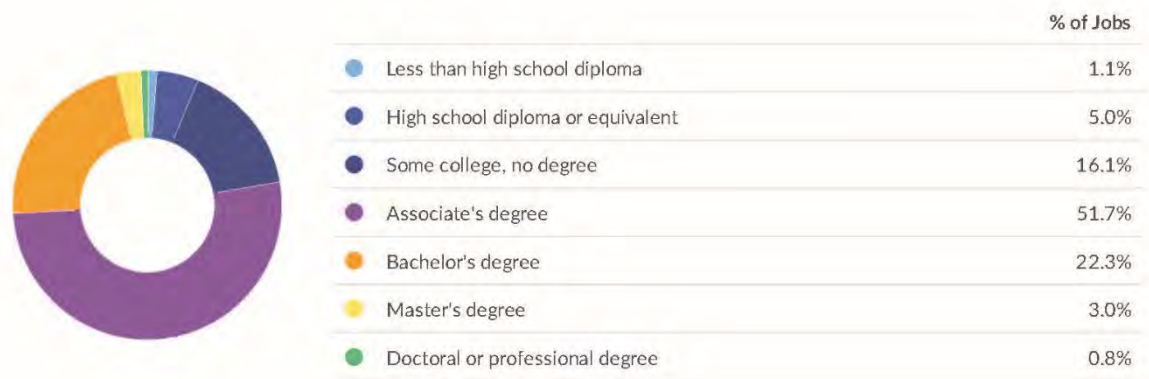 % of Jobs
Less than high school diploma 1.1%
High school diploma or equivalent 5.0%
Some college, no degree 16.1%
Associate's degree 51.7%
Bachelor's degree 22.3%
Master's degree 3.0%
Doctoral or professional degree 0.8%